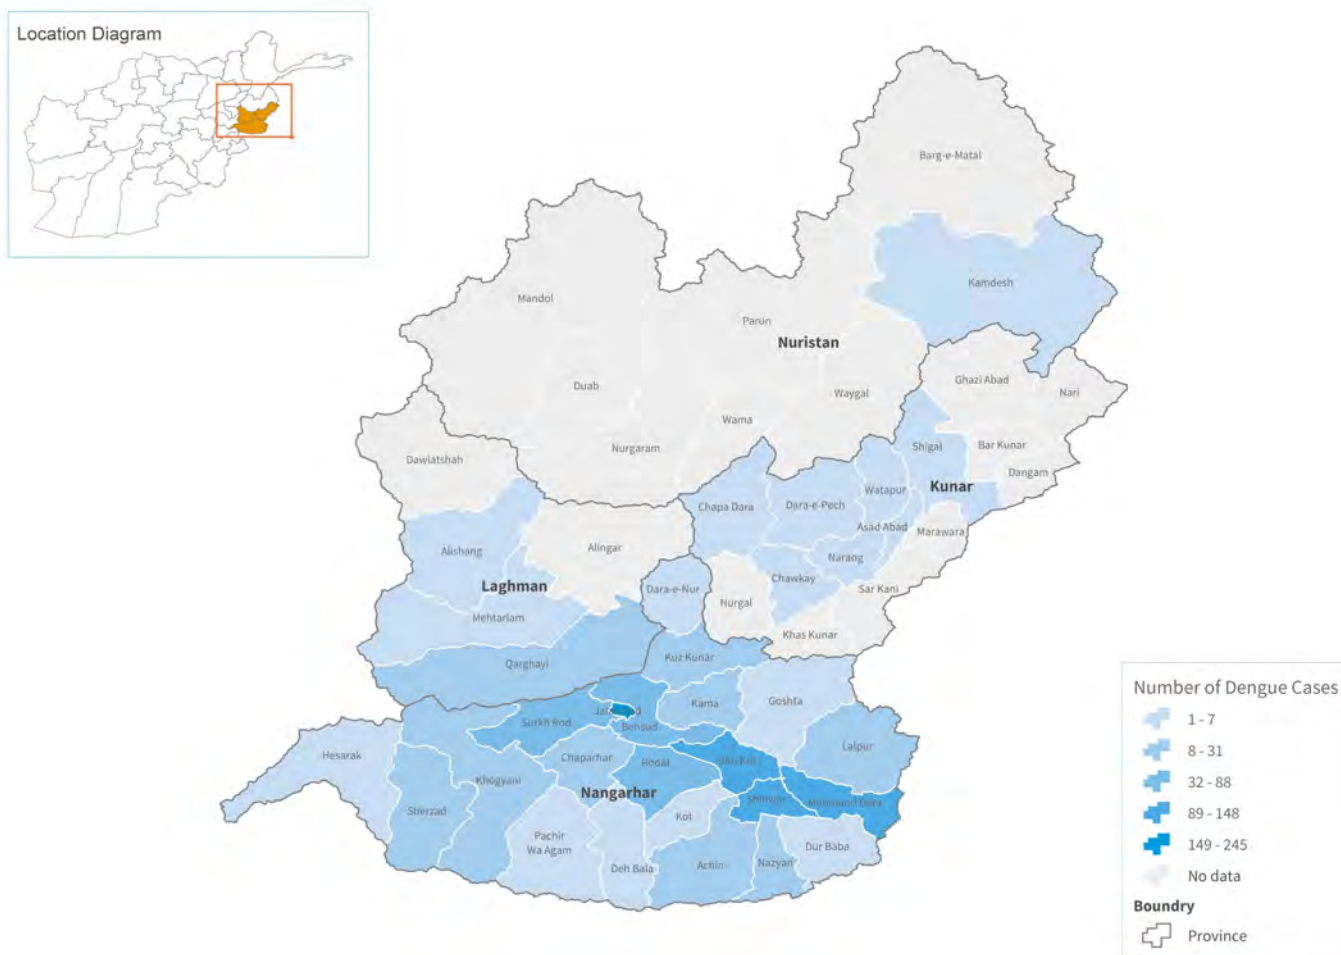 Location Diagram
Barg-e-Matal
Kamdesh
Mandol
Parun
Nuristan
Ghazi Abad
Duab
Waygal
Nari
Wama
Nurgaram
Shigal
Bar Kunar
Dawlatshah
Dangam
Watapur
Kunar
Chapa Dara
Dara-e-Pech
Asad Abad
Marawara
Alishang
Alingar
Narang
Chawkay
Laghman
Dara-e-Nur
Sar Kani
Nurgal
Mehtarlam
Khas Kunar
Qarghayi
Kuz Kunar
Goshta
Kama
Surkh Rod
Behsud
Lalpur
Hesarak
Chaparhar
Rodat
Khogyani
Nangarhar
Shinwar
Muhmand Dara
Sherzad
Kot
Pachir
Wa Agam
Dur Baba
Deh Bala
Achin
Nazyan
Number of Dengue Cases
1 - 7
8 - 31
32 - 88
89 - 148
149 - 245
No data
Boundry
Province